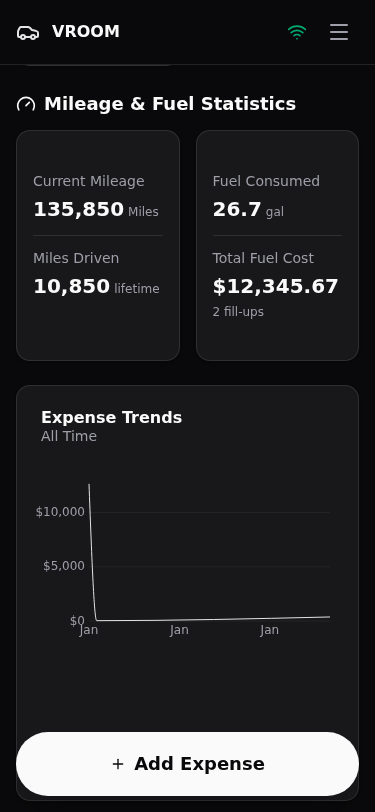 VROOM
Mileage & Fuel Statistics
Current Mileage
135,850 Miles
Miles Driven
10,850 lifetime
Fuel Consumed
26.7 gal
Total Fuel Cost
$12,345.67
2 fill-ups
Expense Trends
All Time
$10,000
$5,000
$0
Jan Jan Jan
+ Add Expense